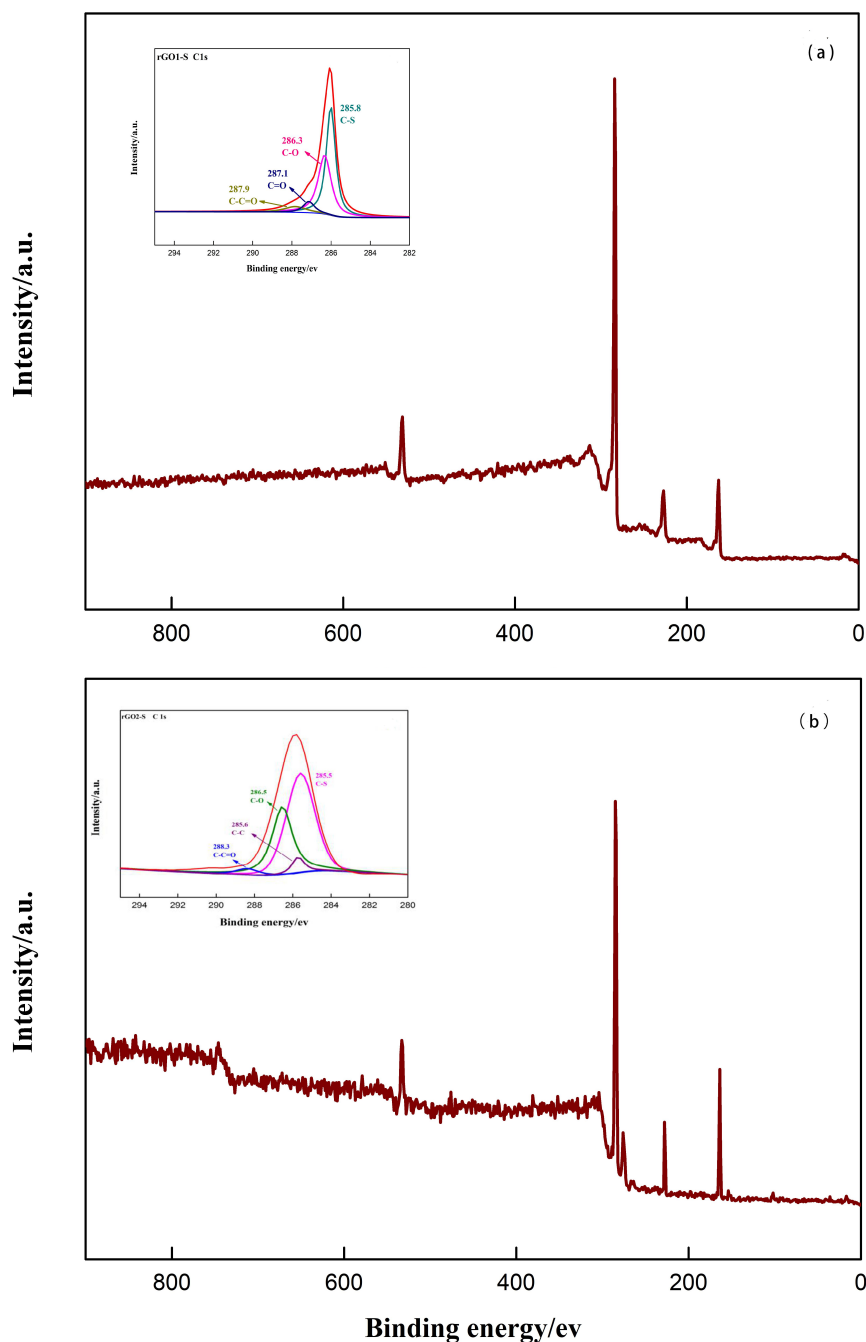 (a)
rGO1-S C1s
285.8
C-S
286.3
C-O
287.1
C=O
287.9
C-C=O
Intensity/a.u.
294 292 290 288 286 284 282
Binding energy/ev
Intensity/a.u.
800 600 400 200 0
(b)
rGO2-S C 1s
285.5
C-S
286.5
C-O
285.6
C-C
288.3
C-C=O
Intensity/a.u.
294 292 290 288 286 284 282 280
Binding energy/ev
Intensity/a.u.
800 600 400 200 0
Binding energy/ev